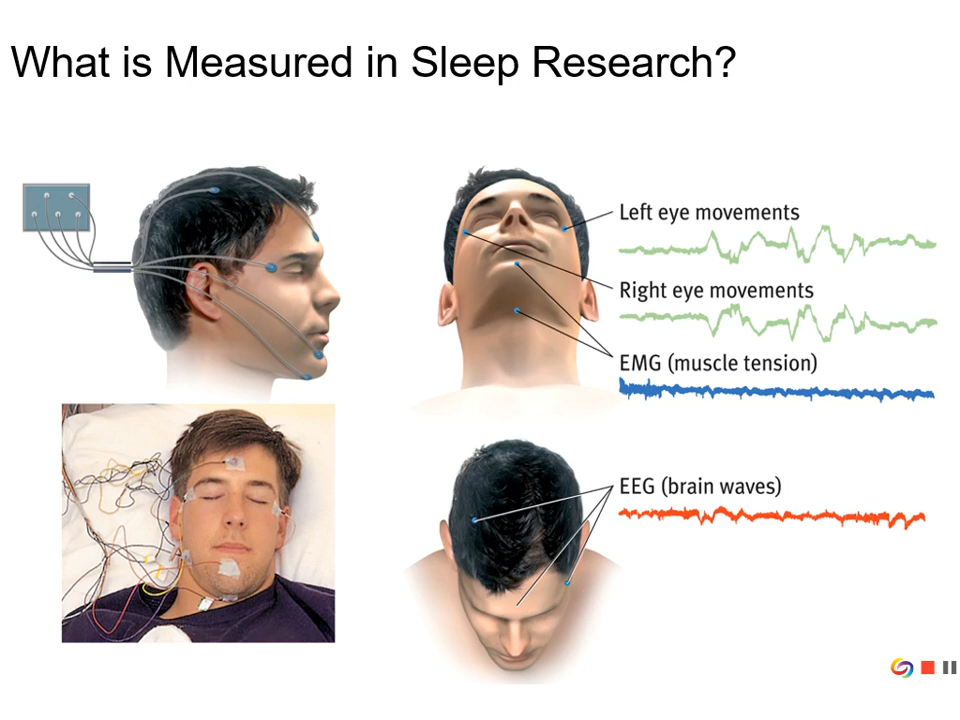 What is Measured in Sleep Research?
Left eye movements
Right eye movements
EMG (muscle tension)
EEG (brain waves)